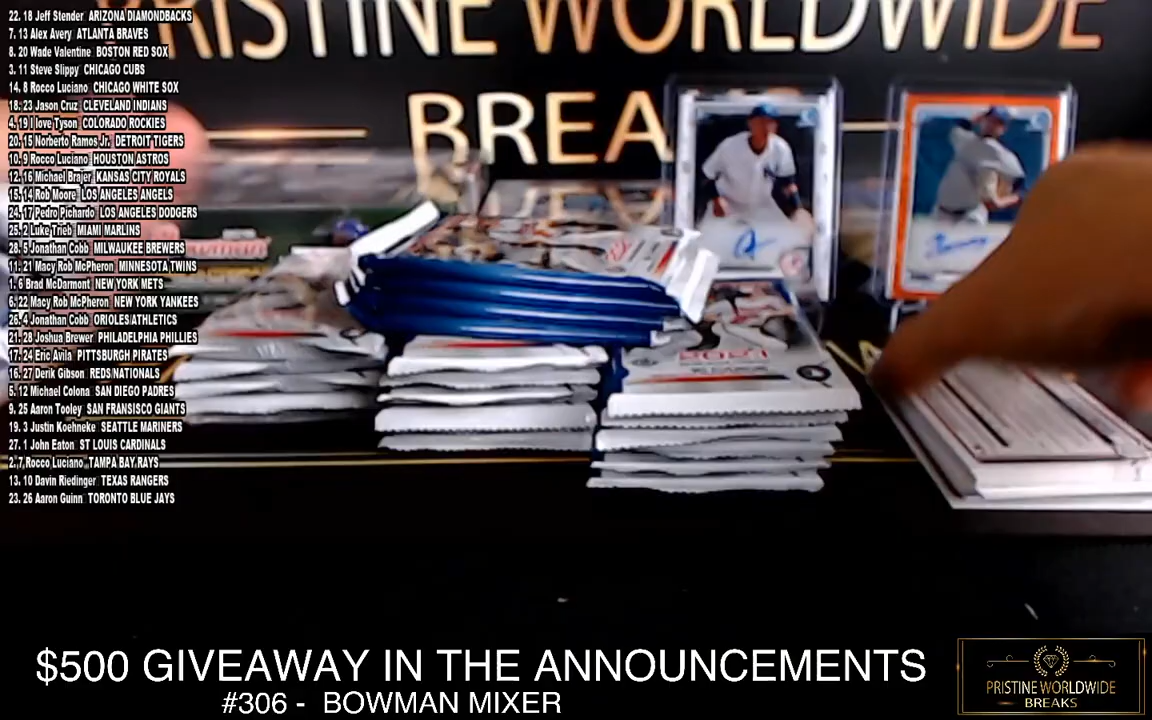 PRISTINE WORLDWIDE
BREA
22. 18 Jeff Stender ARIZONA DIAMONDBACKS
7. 13 Alex Avery ATLANTA BRAVES
8. 20 Wade Valentine BOSTON RED SOX
3. 11 Steve Slippy CHICAGO CUBS
14. 8 Rocco Luciano CHICAGO WHITE SOX
18. 23 Jason Cruz CLEVELAND INDIANS
4. 19 I love Tyson COLORADO ROCKIES
20. 15 Norberto Ramos Jr. DETROIT TIGERS
10. 9 Rocco Luciano HOUSTON ASTROS
12. 16 Michael Brajer KANSAS CITY ROYALS
15. 14 Rob Moore LOS ANGELES ANGELS
24. 17 Pedro Pichardo LOS ANGELES DODGERS
25. 2 Luke Trieb MIAMI MARLINS
28. 5 Jonathan Cobb MILWAUKEE BREWERS
11. 21 Macy Rob McPheron MINNESOTA TWINS
1. 6 Brad McDarmont NEW YORK METS
6. 22 Macy Rob McPheron NEW YORK YANKEES
26. 4 Jonathan Cobb ORIOLES/ATHLETICS
21. 28 Joshua Brewer PHILADELPHIA PHILLIES
17. 24 Eric Avila PITTSBURGH PIRATES
16. 27 Derik Gibson REDS/NATIONALS
5. 12 Michael Colona SAN DIEGO PADRES
9. 25 Aaron Tooley SAN FRANSISCO GIANTS
19. 3 Justin Koehneke SEATTLE MARINERS
27. 1 John Eaton ST LOUIS CARDINALS
2. 7 Rocco Luciano TAMPA BAY RAYS
13. 10 Davin Riedinger TEXAS RANGERS
23. 26 Aaron Guinn TORONTO BLUE JAYS
2021
$500 GIVEAWAY IN THE ANNOUNCEMENTS
#306 - BOWMAN MIXER
PRISTINE WORLDWIDE
BREAKS